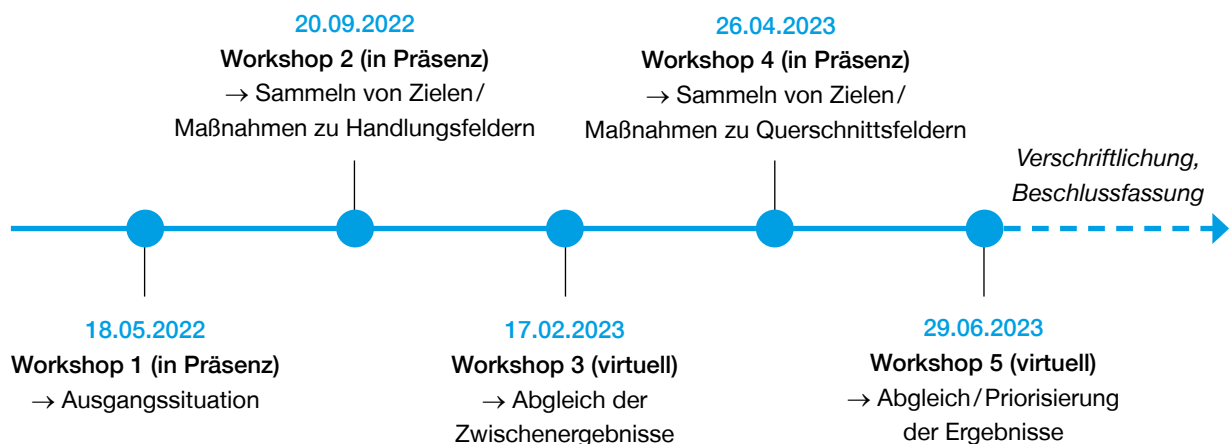 20.09.2022
Workshop 2 (in Präsenz)
→ Sammeln von Zielen/
Maßnahmen zu Handlungsfeldern
26.04.2023
Workshop 4 (in Präsenz)
→ Sammeln von Zielen/
Maßnahmen zu Querschnittsfeldern
Verschriftlichung,
Beschlussfassung
18.05.2022
Workshop 1 (in Präsenz)
→ Ausgangssituation
17.02.2023
Workshop 3 (virtuell)
→ Abgleich der
Zwischenergebnisse
29.06.2023
Workshop 5 (virtuell)
→ Abgleich/Priorisierung
der Ergebnisse